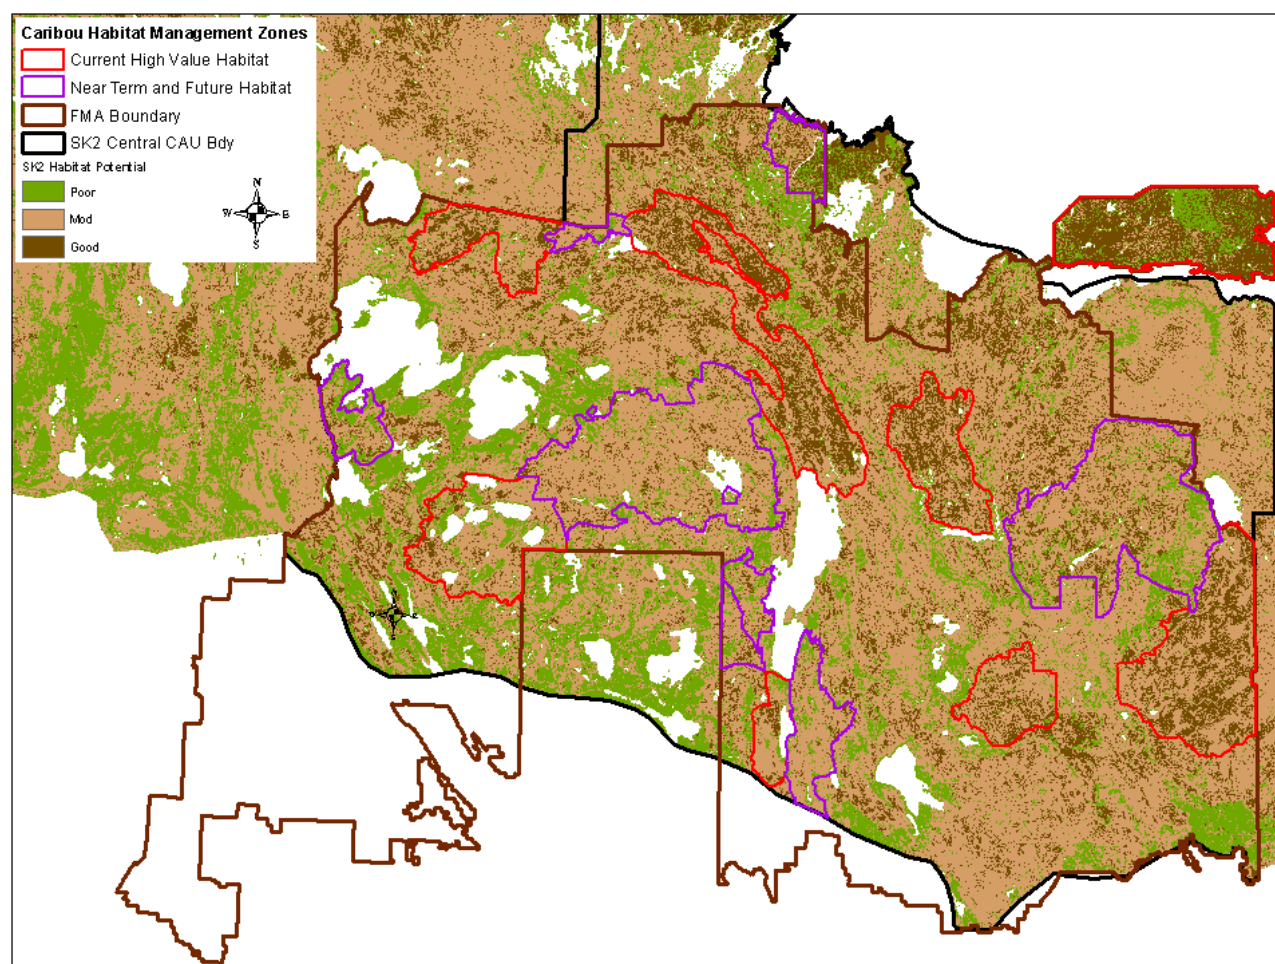 Caribou Habitat Management Zones
Current High Value Habitat
Near Term and Future Habitat
FMA Boundary
SK2 Central CAU Bdy
SK2 Habitat Potential
Poor
Mod
Good
N
W E
S